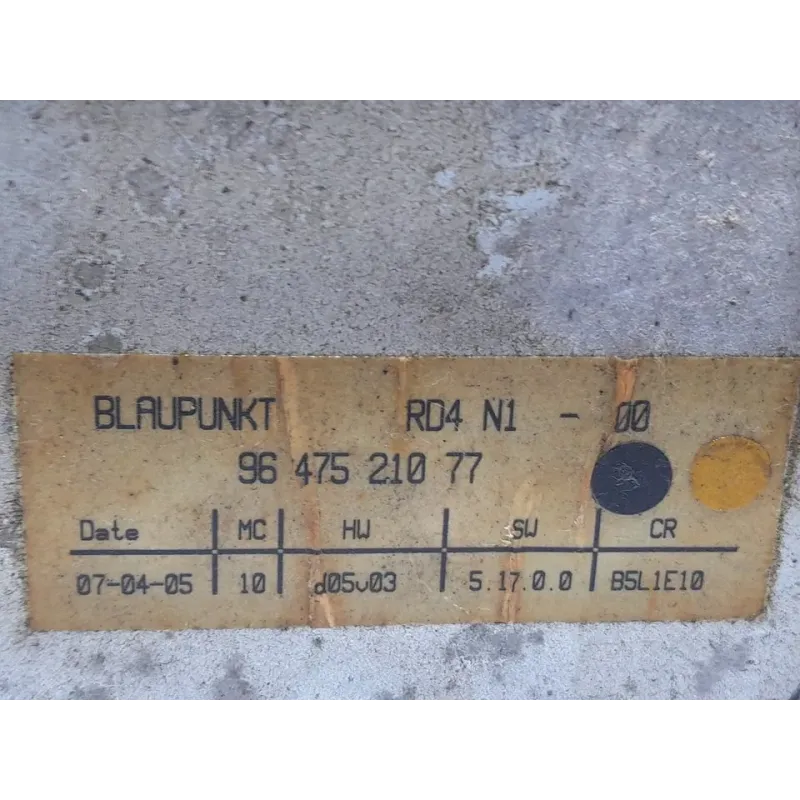 BLAUPUNKT RD4 N1 - 00
96 475 210 77
Date MC HW SW CR
07-04-05 10 d05v03 5.17.0.0 B5L1E10